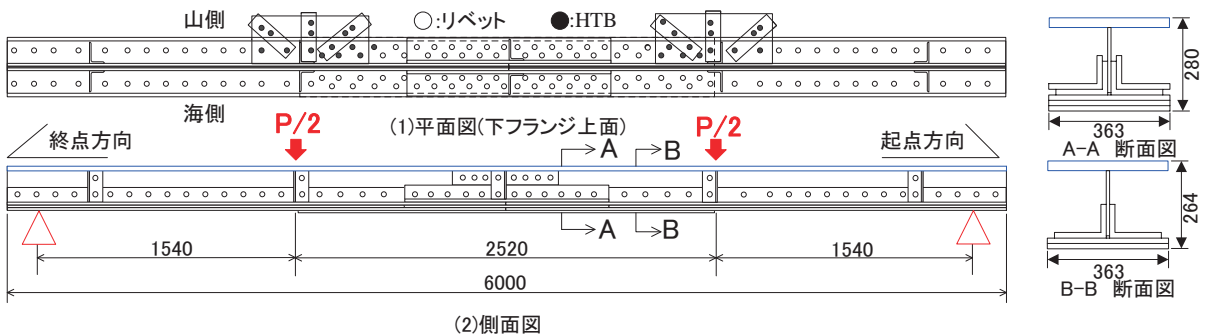 山側
○:リベット ●:HTB
海側
(1)平面図(下フランジ上面)
終点方向
P/2
P/2
起点方向
A
B
A
B
1540
2520
1540
6000
(2)側面図
280
363
A-A 断面図
264
363
B-B 断面図